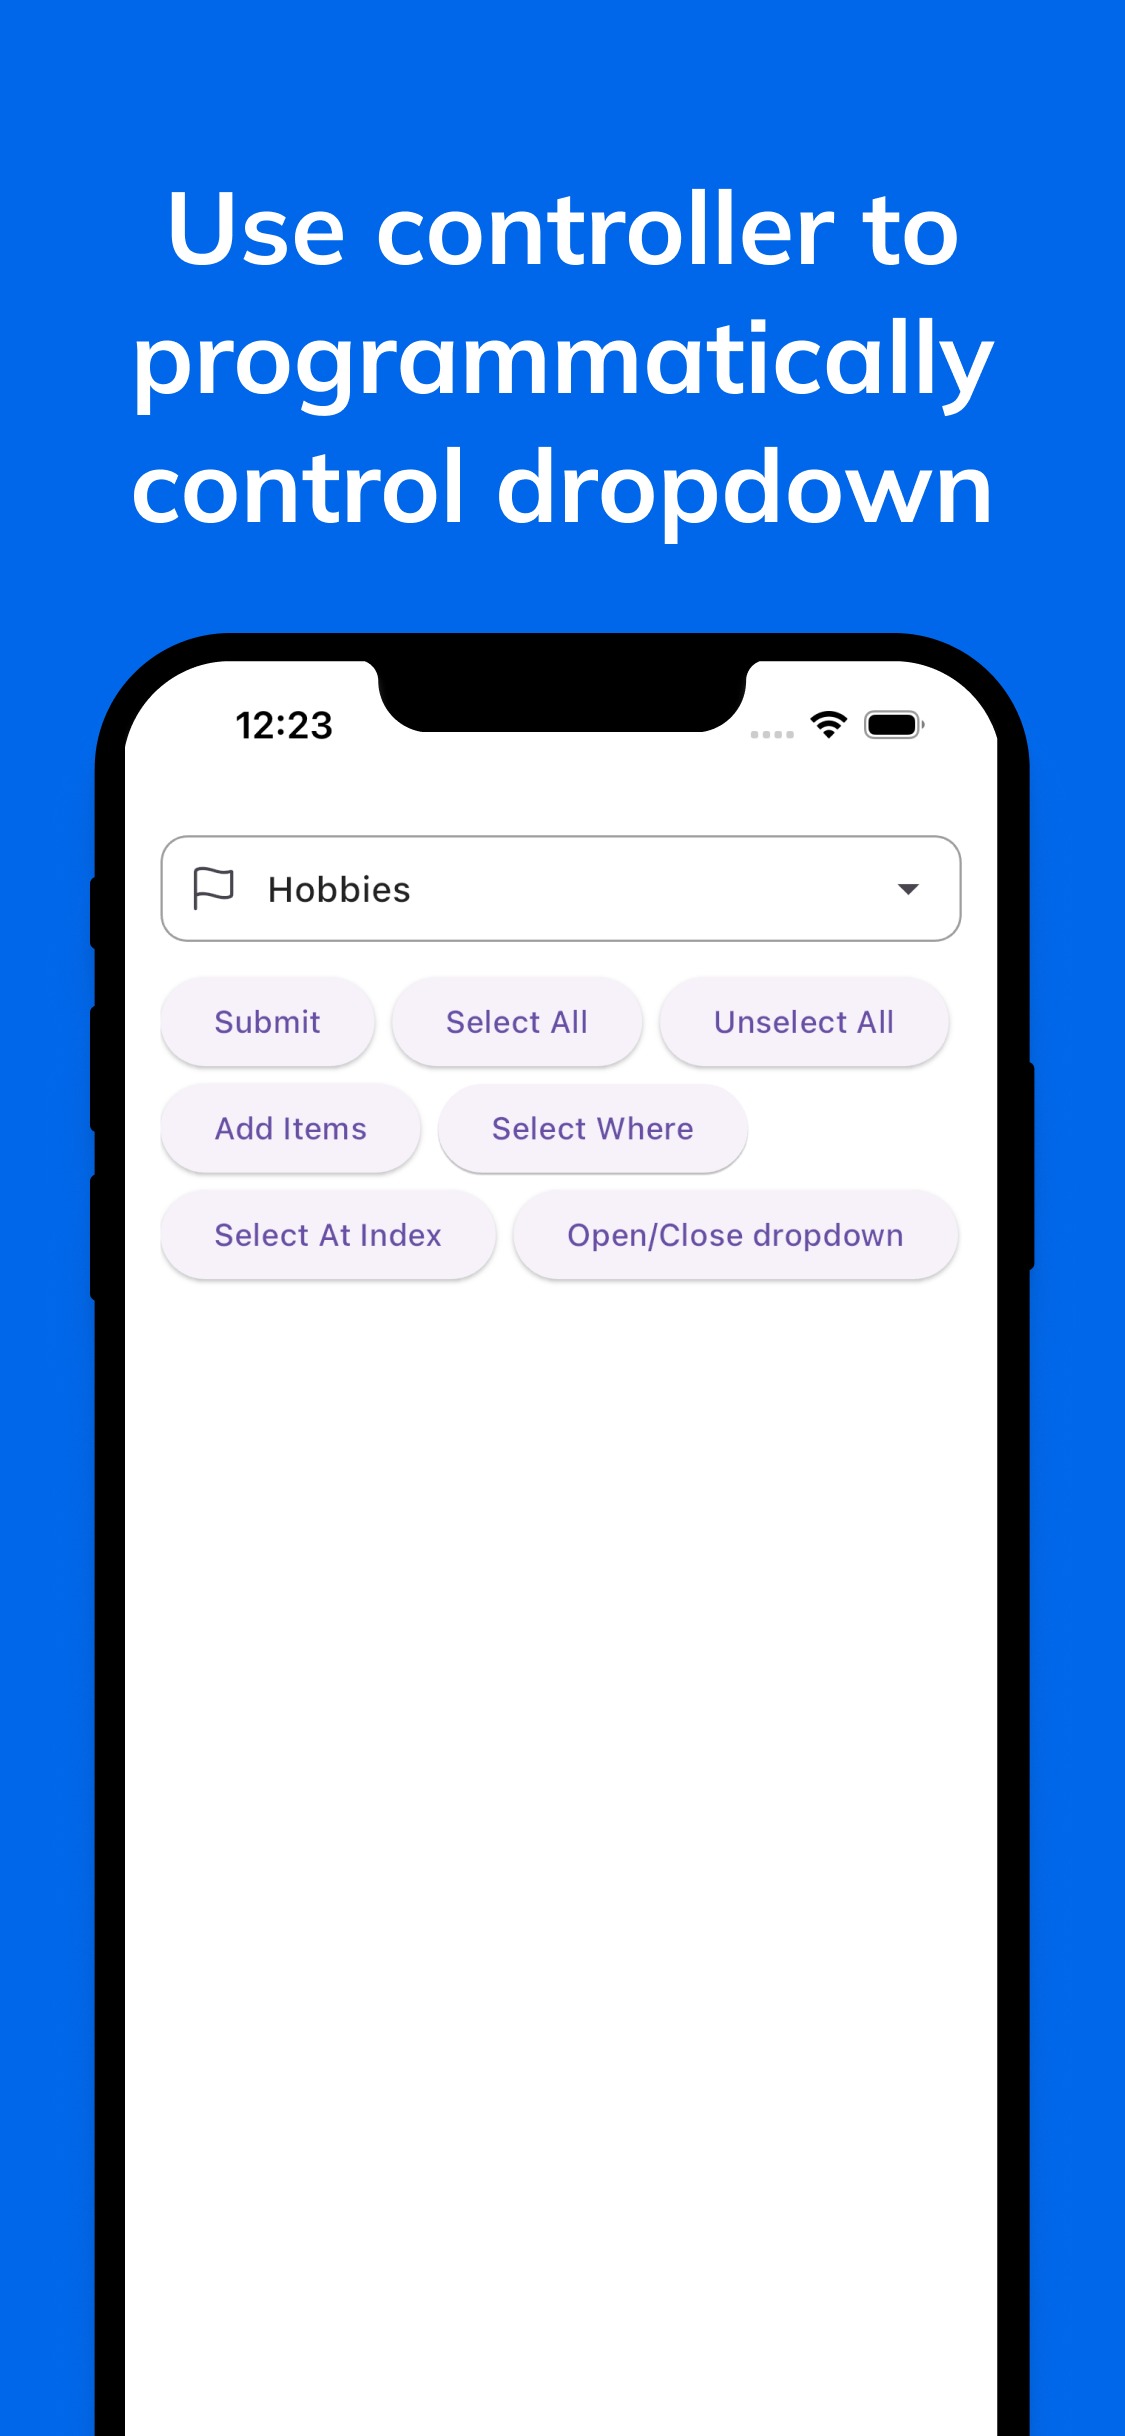 Use controller to
programmatically
control dropdown
12:23
Hobbies
Submit Select All Unselect All
Add Items Select Where
Select At Index Open/Close dropdown